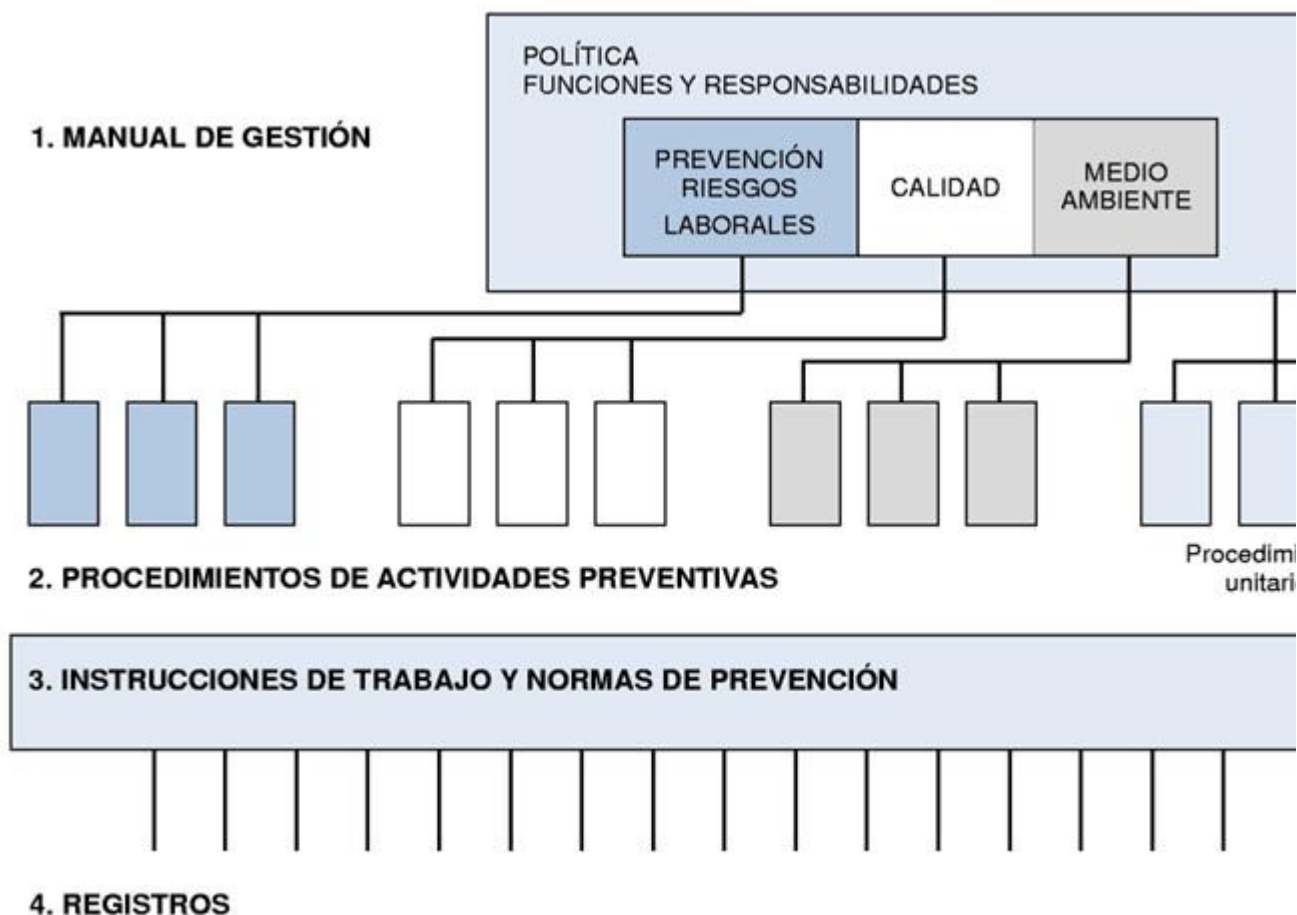 POLÍTICA
FUNCIONES Y RESPONSABILIDADES
1. MANUAL DE GESTIÓN
PREVENCIÓN
RIESGOS
LABORALES
CALIDAD
MEDIO
AMBIENTE
2. PROCEDIMIENTOS DE ACTIVIDADES PREVENTIVAS
3. INSTRUCCIONES DE TRABAJO Y NORMAS DE PREVENCIÓN
4. REGISTROS